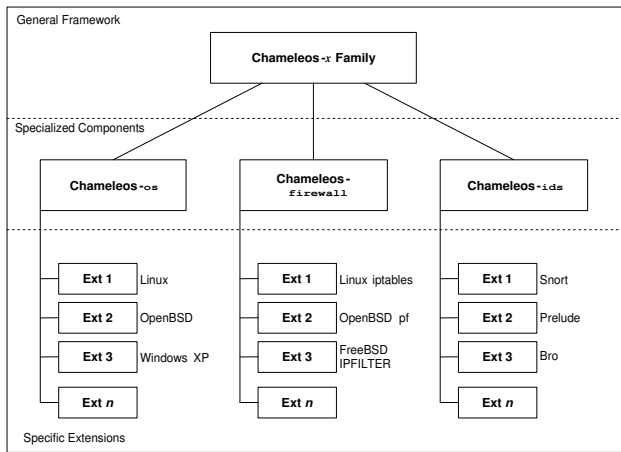 General Framework
Chameleos-x Family
Specialized Components
Chameleos-os
Chameleos-
firewall
Chameleos-ids
Ext 1 Linux
Ext 2 OpenBSD
Ext 3 Windows XP
Ext n
Ext 1 Linux iptables
Ext 2 OpenBSD pf
Ext 3 FreeBSD
IPFILTER
Ext n
Ext 1 Snort
Ext 2 Prelude
Ext 3 Bro
Ext n
Specific Extensions